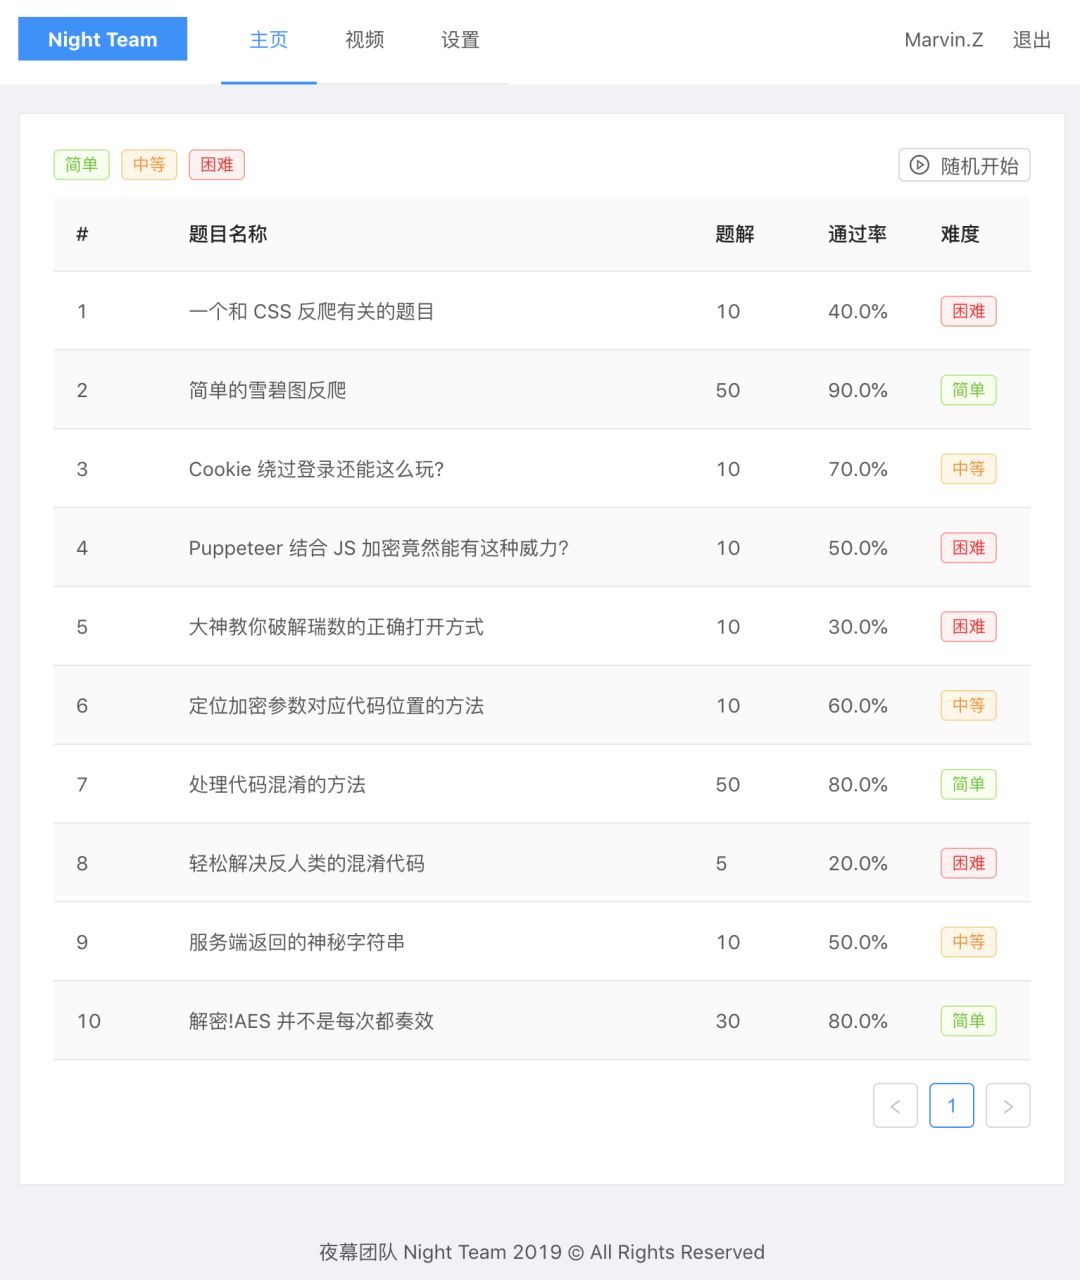 Night Team 主页 视频 设置 Marvin.Z 退出
简单 中等 困难 随机开始
# 题目名称 题解 通过率 难度
1 一个和 CSS 反爬有关的题目 10 40.0% 困难
2 简单的雪碧图反爬 50 90.0% 简单
3 Cookie 绕过登录还能这么玩? 10 70.0% 中等
4 Puppeteer 结合 JS 加密竟然能有这种威力? 10 50.0% 困难
5 大神教你破解瑞数的正确打开方式 10 30.0% 困难
6 定位加密参数对应代码位置的方法 10 60.0% 中等
7 处理代码混淆的方法 50 80.0% 简单
8 轻松解决反人类的混淆代码 5 20.0% 困难
9 服务端返回的神秘字符串 10 50.0% 中等
10 解密!AES 并不是每次都奏效 30 80.0% 简单
< 1 >
夜幕团队 Night Team 2019 © All Rights Reserved